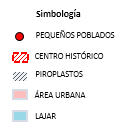 Simbología
PEQUEÑOS POBLADOS
CENTRO HISTÓRICO
PIROPLASTOS
ÁREA URBANA
LAJAR